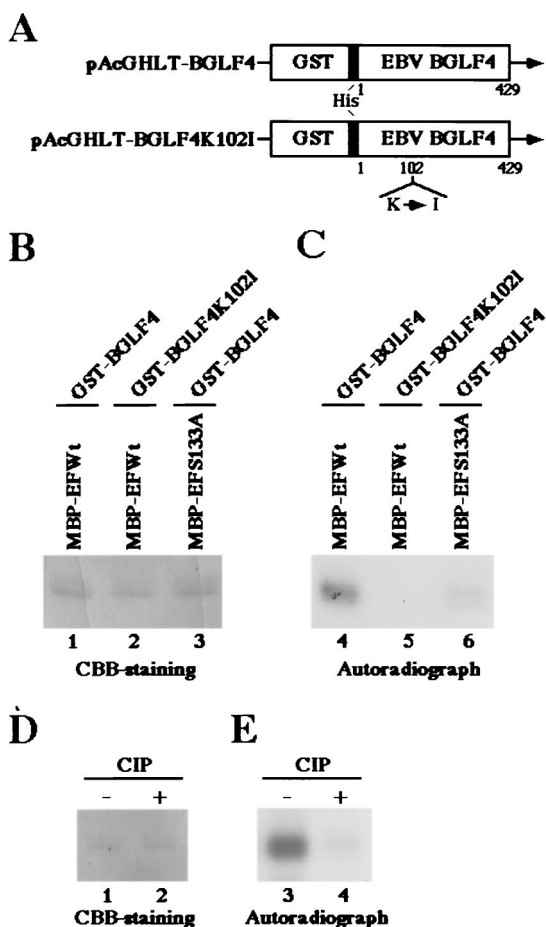 A
pAcGHLT-BGLF4 GST EBV BGLF4
1 429
His
pAcGHLT-BGLF4K102I GST EBV BGLF4
1 102 429
K I
B C
GST-BGLF4 GST-BGLF4K102I GST-BGLF4 GST-BGLF4 GST-BGLF4K102I GST-BGLF4
MBP-EFWt MBP-EFWt MBP-EFS133A MBP-EFWt MBP-EFWt MBP-EFS133A
1 2 3 4 5 6
CBB-staining Autoradiograph
D E
CIP CIP
- + - +
1 2 3 4
CBB-staining Autoradiograph